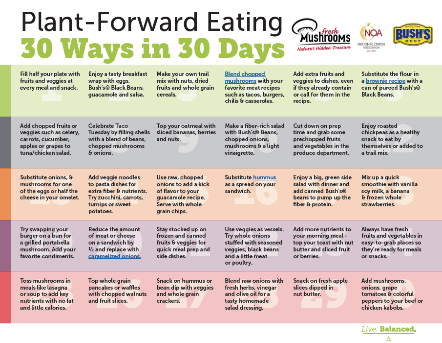 Plant-Forward Eating
30 Ways in 30 Days
fresh
Mushrooms
Nature's Hidden Treasure
NOA
NATIONAL ONION
ASSOCIATION
BUSH'S
BEST
Fill half your plate with
fruits and veggies at
every meal and snack.
Enjoy a tasty breakfast
wrap with eggs,
Bush's® Black Beans,
guacamole and salsa.
Make your own trail
mix with nuts, dried
fruits and whole grain
cereals.
Blend chopped
mushrooms with your
favorite meat recipes
such as tacos, burgers,
chila & casseroles.
Add extra fruits and
veggies to dishes, even
if they already contain
or call for them in the
recipe.
Substitute the flour in
a brownie recipe with a
can of pureed Bush's®
Black Beans.
Add chopped fruits or
veggies such as celery,
carrots, cucumber,
apples or grapes to
tuna/chicken salad.
Celebrate Taco
Tuesday by filling shells
with a blend of beans,
chopped mushrooms
& onions.
Top your oatmeal with
sliced bananas, berries
and nuts.
Make a fiber-rich salad
with Bush's® Beans,
chopped onions,
mushrooms & a light
vinaigrette.
Cut down on prep
time and grab some
prechopped fruits
and vegetables in the
produce department.
Enjoy roasted
chickpeas as a healthy
snack to eat by
themselves or added to
a trail mix.
Substitute onions, &
mushrooms for one
of the eggs or half the
cheese in your omelet.
Add veggie noodles
to pasta dishes for
extra fiber & nutrients.
Try zucchini, carrots,
turnips or sweet
potatoes.
Use raw, chopped
onions to add a kick
of flavor to your
guacamole recipe.
Serve with whole
grain chips.
Substitute hummus
as a spread on your
sandwich.
Enjoy a big, green side
salad with dinner and
add canned Bush's®
beans to pump up the
fiber & protein.
Mix up a quick
smoothie with vanilla
soy milk, a banana
& frozen whole
strawberries.
Try swapping your
burger on a bun for
a grilled portabella
mushroom. Add your
favorite condiments.
Reduce the amount
of meat or cheese
on a sandwich by
½ and replace with
caramelized onions.
Stay stocked up on
frozen and canned
fruits & veggies for
quick meal prep and
side dishes.
Use veggies as vessels.
Try whole onions
stuffed with seasoned
veggies, black beans
and a little meat
or poultry.
Add more nutrients to
your morning meal -
top your toast with nut
butter and sliced fruit
or berries.
Always have fresh
fruits and vegetables in
easy-to-grab places so
they're ready for meals
or snacks.
Toss mushrooms in
meals like lasagna
or soup to add key
nutrients with no fat
and little calories.
Top whole grain
pancakes or waffles
with chopped walnuts
and fruit slices.
Snack on hummus or
bean dip with veggies
and whole grain
crackers.
Blend raw onions with
fresh herbs, vinegar
and olive oil for a
tasty homemade
salad dressing.
Snack on fresh apple
slices dipped in
nut butter.
Add mushrooms,
onions, grape
tomatoes & colorful
peppers to your beef or
chicken kabobs.
Live. Balanced.